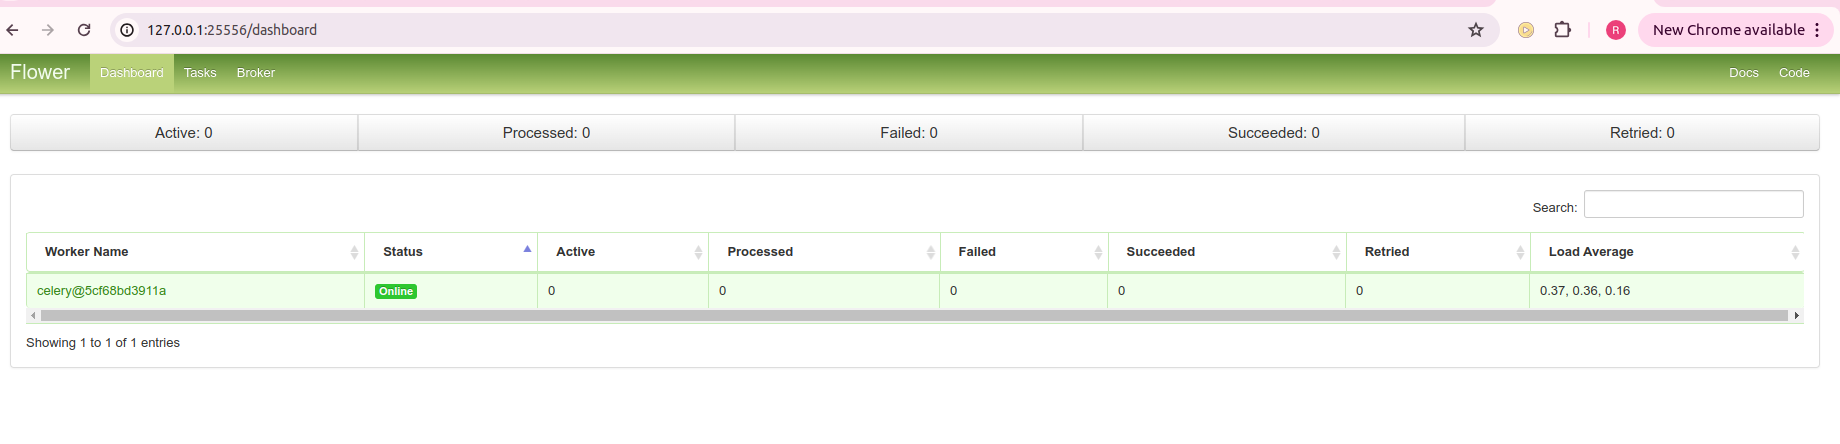 127.0.0.1:25556/dashboard R New Chrome available
Flower Dashboard Tasks Broker Docs Code
Active: 0 Processed: 0 Failed: 0 Succeeded: 0 Retried: 0
Search:
Worker Name Status Active Processed Failed Succeeded Retried Load Average
celery@5cf68bd3911a Online 0 0 0 0 0 0.37, 0.36, 0.16
Showing 1 to 1 of 1 entries